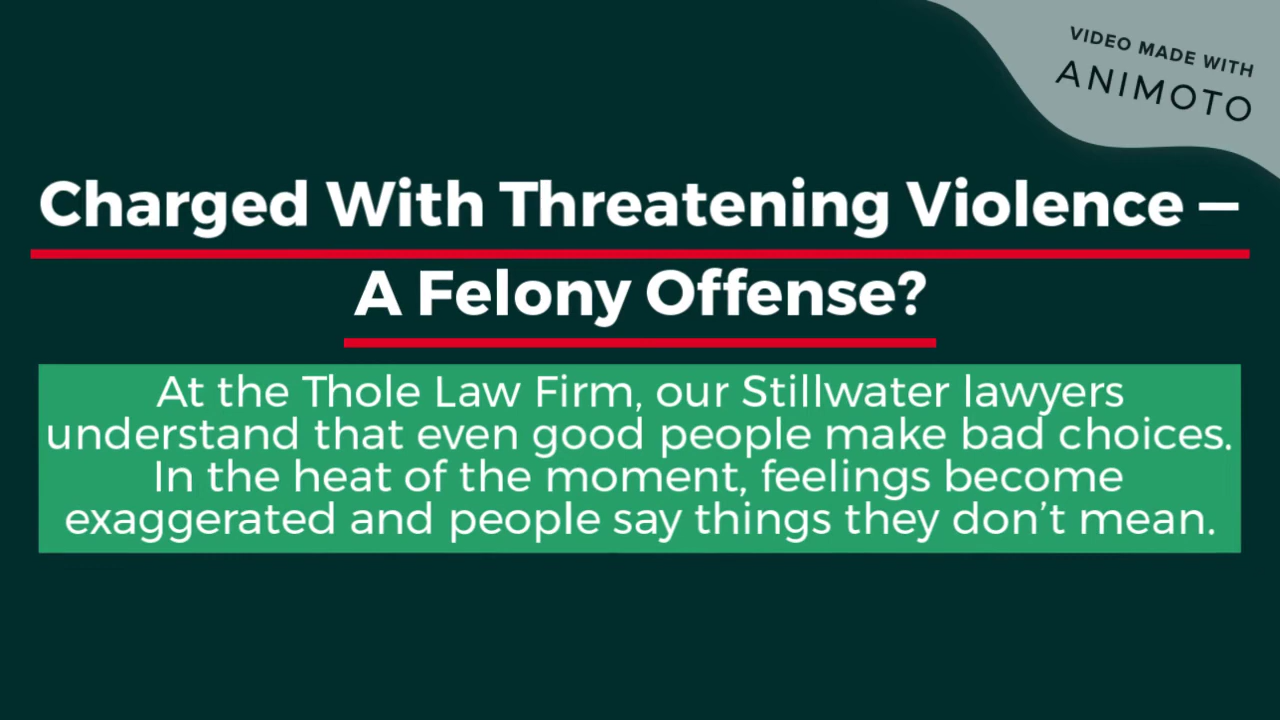 VIDEO MADE WITH
ANIMOTO
Charged With Threatening Violence –
A Felony Offense?
At the Thole Law Firm, our Stillwater lawyers
understand that even good people make bad choices.
In the heat of the moment, feelings become
exaggerated and people say things they don’t mean.